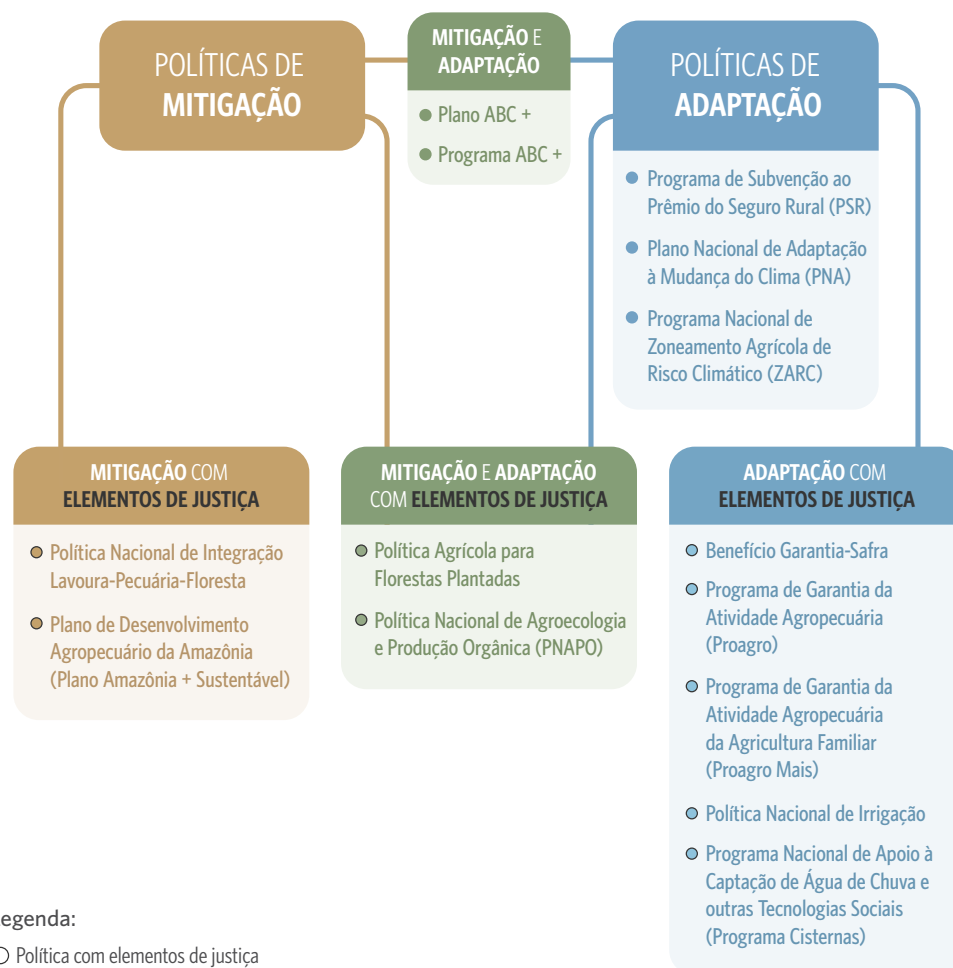 POLÍTICAS DE
MITIGAÇÃO
MITIGAÇÃO E
ADAPTAÇÃO
Plano ABC +
Programa ABC +
POLÍTICAS DE
ADAPTAÇÃO
Programa de Subvenção ao
Prêmio do Seguro Rural (PSR)
Plano Nacional de Adaptação
à Mudança do Clima (PNA)
Programa Nacional de
Zoneamento Agrícola de
Risco Climático (ZARC)
MITIGAÇÃO COM
ELEMENTOS DE JUSTIÇA
Política Nacional de Integração
Lavoura-Pecuária-Floresta
Plano de Desenvolvimento
Agropecuário da Amazônia
(Plano Amazônia + Sustentável)
MITIGAÇÃO E ADAPTAÇÃO
COM ELEMENTOS DE JUSTIÇA
Política Agrícola para
Florestas Plantadas
Política Nacional de Agroecologia
e Produção Orgânica (PNAPO)
ADAPTAÇÃO COM
ELEMENTOS DE JUSTIÇA
Benefício Garantia-Safra
Programa de Garantia da
Atividade Agropecuária
(Proagro)
Programa de Garantia da
Atividade Agropecuária
da Agricultura Familiar
(Proagro Mais)
Política Nacional de Irrigação
Programa Nacional de Apoio à
Captação de Água de Chuva e
outras Tecnologias Sociais
(Programa Cisternas)
egenda:
Política com elementos de justiça